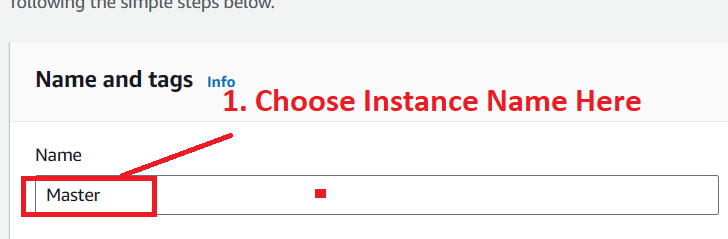 following the simple steps below.
Name and tags Info
1. Choose Instance Name Here
Name
Master